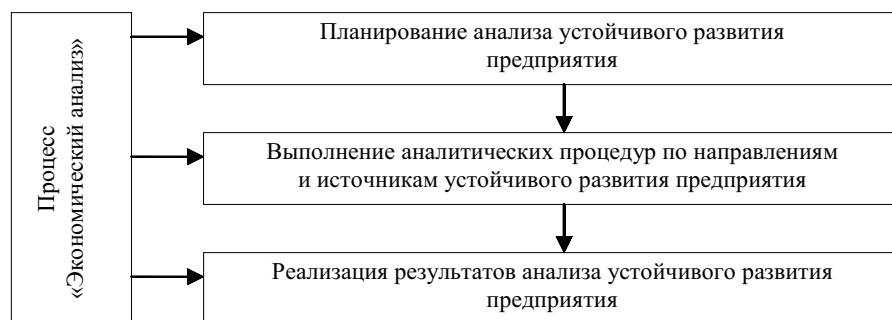 Процесс
«Экономический анализ»
Планирование анализа устойчивого развития
предприятия
Выполнение аналитических процедур по направлениям
и источникам устойчивого развития предприятия
Реализация результатов анализа устойчивого развития
предприятия